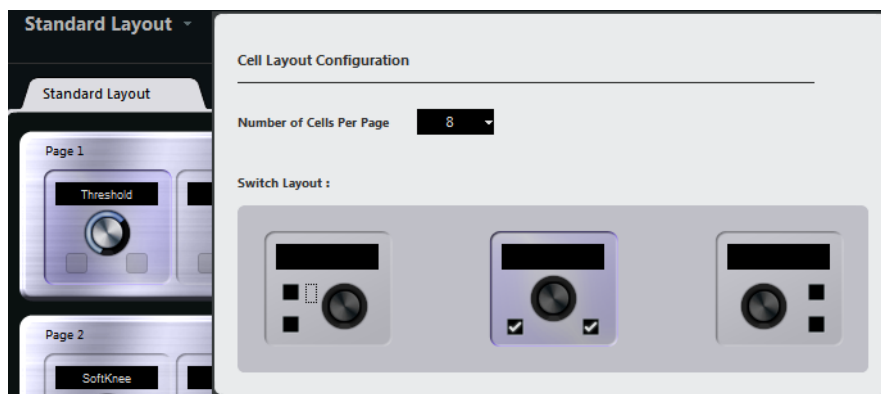 Standard Layout
Standard Layout
Page 1
Threshold
Page 2
SoftKnee
Cell Layout Configuration
Number of Cells Per Page
8
Switch Layout :